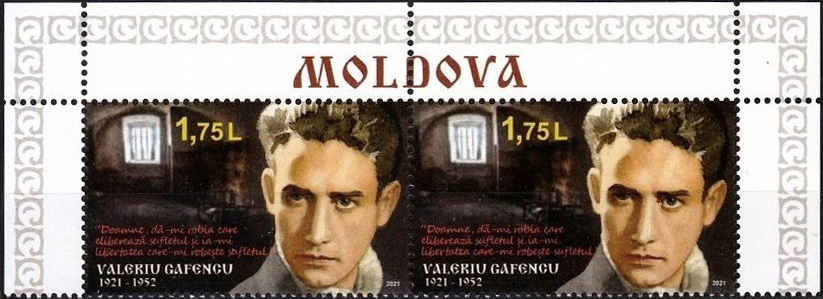 MOLDOVA
1,75L
"Doamne, dă-mi robia care
eliberează sufletul și ia-mi
libertatea care-mi robește sufletul"
VALERIU GAFENCU
1921 - 1952
2021
1,75L
"Doamne, dă-mi robia care
eliberează sufletul și ia-mi
libertatea care-mi robește sufletul"
VALERIU GAFENCU
1921 - 1952
2021